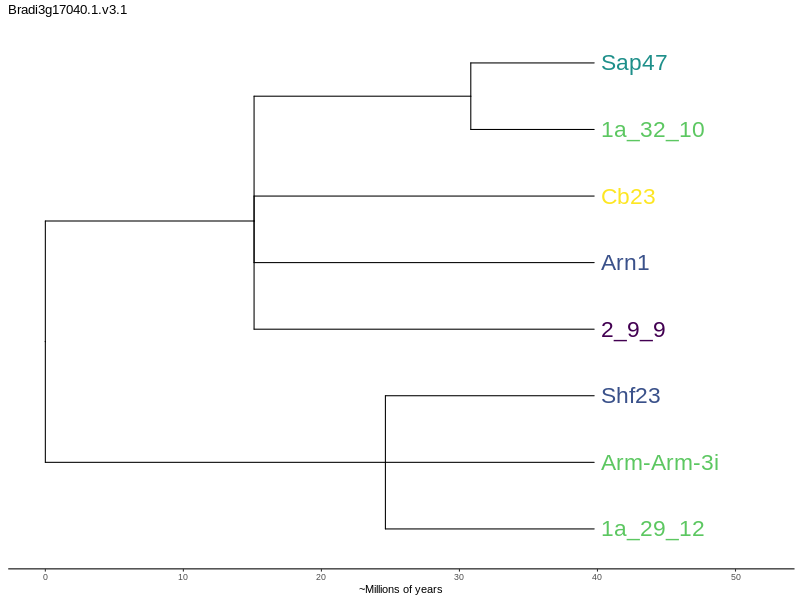 Bradi3g17040.1.v3.1
Sap47
1a_32_10
Cb23
Arn1
2_9_9
Shf23
Arm-Arm-3i
1a_29_12
0 10 20 30 40 50
~Millions of years